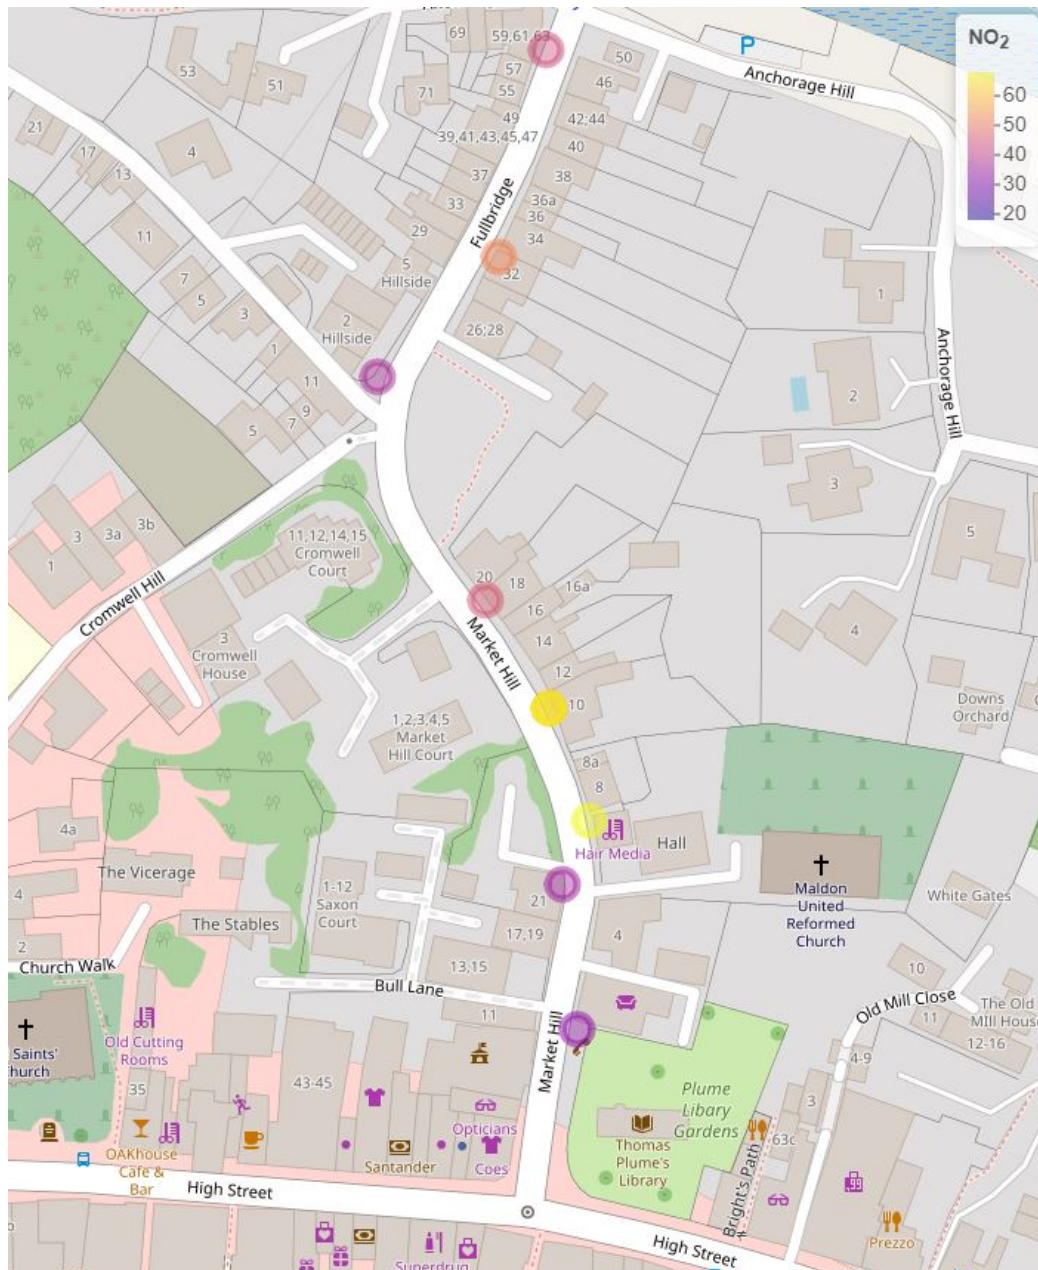 69
59,61,63
53
51
57
55
71
49
39,41,43,45,47
50
46
42;44
40
38
P
Anchorage Hill
NO₂
60
50
40
30
20
21
17
13
4
37
33
29
36a
36
34
32
Fullbridge
11
7
5
3
1
5
Hillside
2
Hillside
26;28
1
Anchorage Hill
2
11
9
7
5
3
3
3a
3b
1
11,12,14,15
Cromwell
Court
5
20
18
16a
16
14
12
10
Cromwell Hill
3
Cromwell
House
Market Hill
4
Downs
Orchard
1,2,3,4,5
Market
Hill Court
8a
8
Hair Media
Hall
4a
The Vicerage
4
1-12
Saxon
Court
The Stables
21
17,19
4
Maldon
United
Reformed
Church
White Gates
2
Church Walk
13,15
Bull Lane
11
10
Old Mill Close
11
The Old
Mill House
12-16
Saints'
Church
Old Cutting
Rooms
35
43-45
Market Hill
4-9
3
Plume
Libary
Gardens
Opticians
63c
OAKhouse
Cafe &
Bar
Santander
Coes
Thomas
Plume's
Library
Bright's Path
High Street
High Street
Prezzo
Superdrug